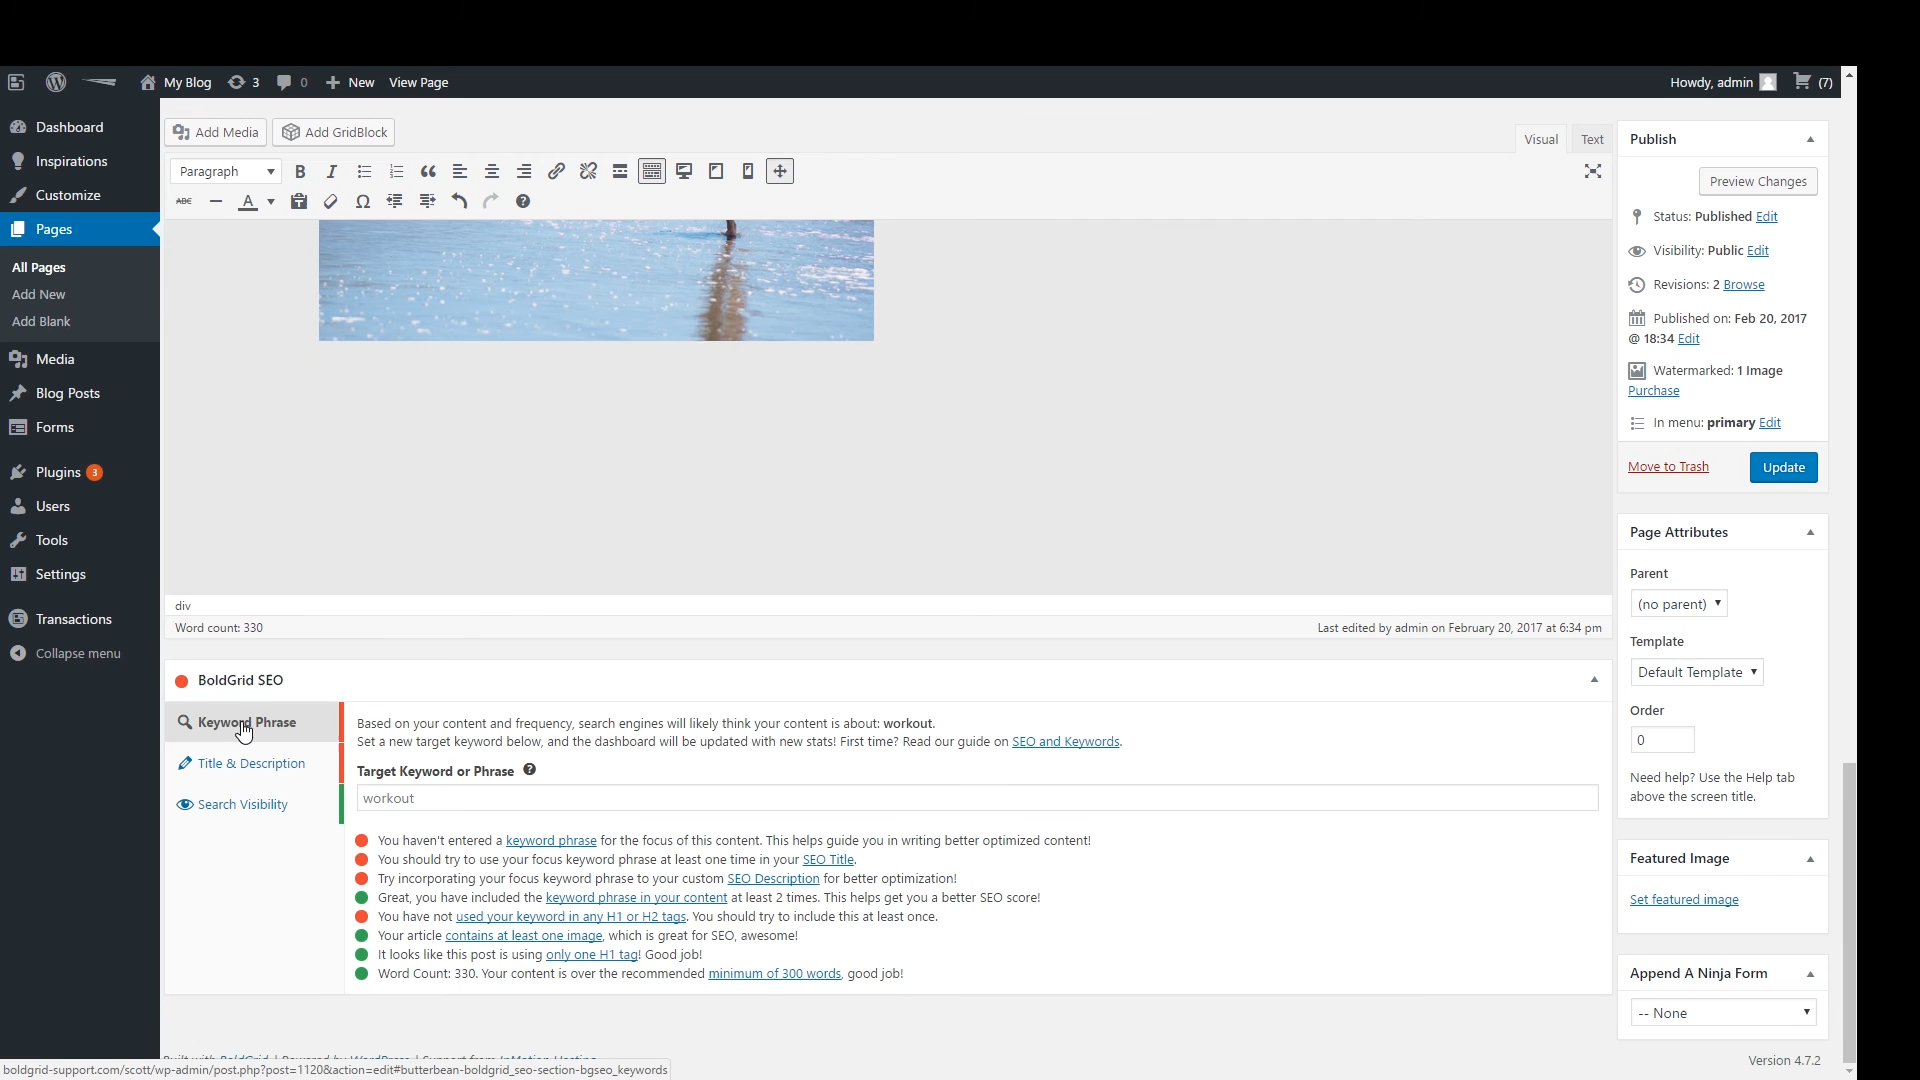 My Blog 3 0 New View Page Howdy, admin (7)
Dashboard
Inspirations
Customize
Pages
All Pages
Add New
Add Blank
Media
Blog Posts
Forms
Plugins 3
Users
Tools
Settings
Transactions
Collapse menu
Add Media Add GridBlock Visual Text
Paragraph
ABC A
div
Word count: 330 Last edited by admin on February 20, 2017 at 6:34 pm
BoldGrid SEO
Keyword Phrase
Title & Description
Search Visibility
Based on your content and frequency, search engines will likely think your content is about: workout.
Set a new target keyword below, and the dashboard will be updated with new stats! First time? Read our guide on SEO and Keywords.
Target Keyword or Phrase
workout
You haven't entered a keyword phrase for the focus of this content. This helps guide you in writing better optimized content!
You should try to use your focus keyword phrase at least one time in your SEO Title.
Try incorporating your focus keyword phrase to your custom SEO Description for better optimization!
Great, you have included the keyword phrase in your content at least 2 times. This helps get you a better SEO score!
You have not used your keyword in any H1 or H2 tags. You should try to include this at least once.
Your article contains at least one image, which is great for SEO, awesome!
It looks like this post is using only one H1 tag! Good job!
Word Count: 330. Your content is over the recommended minimum of 300 words, good job!
Publish
Preview Changes
Status: Published Edit
Visibility: Public Edit
Revisions: 2 Browse
Published on: Feb 20, 2017
@ 18:34 Edit
Watermarked: 1 Image
Purchase
In menu: primary Edit
Move to Trash Update
Page Attributes
Parent
(no parent)
Template
Default Template
Order
0
Need help? Use the Help tab
above the screen title.
Featured Image
Set featured image
Append A Ninja Form
-- None
Built with BoldGrid | Powered by WordPress | Support from InMotion Hosting
Version 4.7.2
boldgrid-support.com/scott/wp-admin/post.php?post=1120&action=edit#butterbean-boldgrid_seo-section-bgseo_keywords